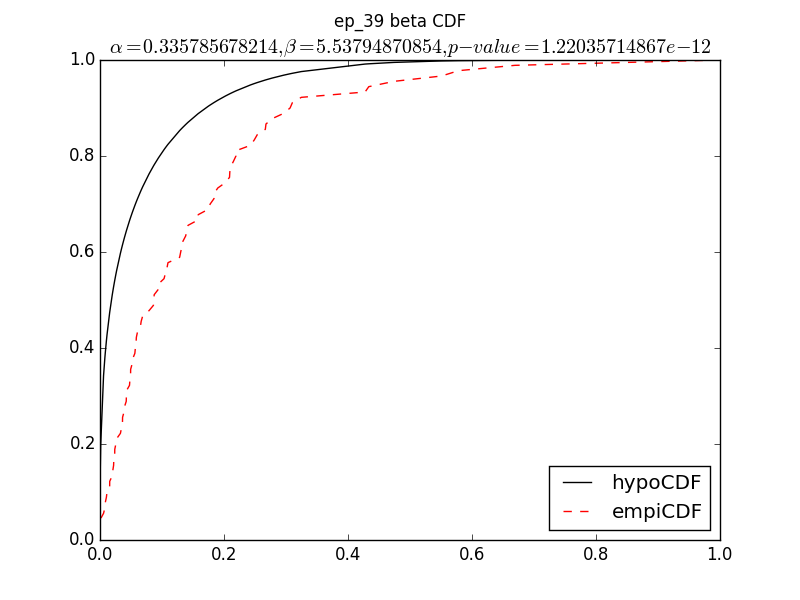 ep_39 beta CDF
α=0.335785678214,β=5.53794870854,p−value=1.22035714867e−12
1.0
0.8
0.6
0.4
0.2
0.0
0.0 0.2 0.4 0.6 0.8 1.0
hypoCDF
empiCDF